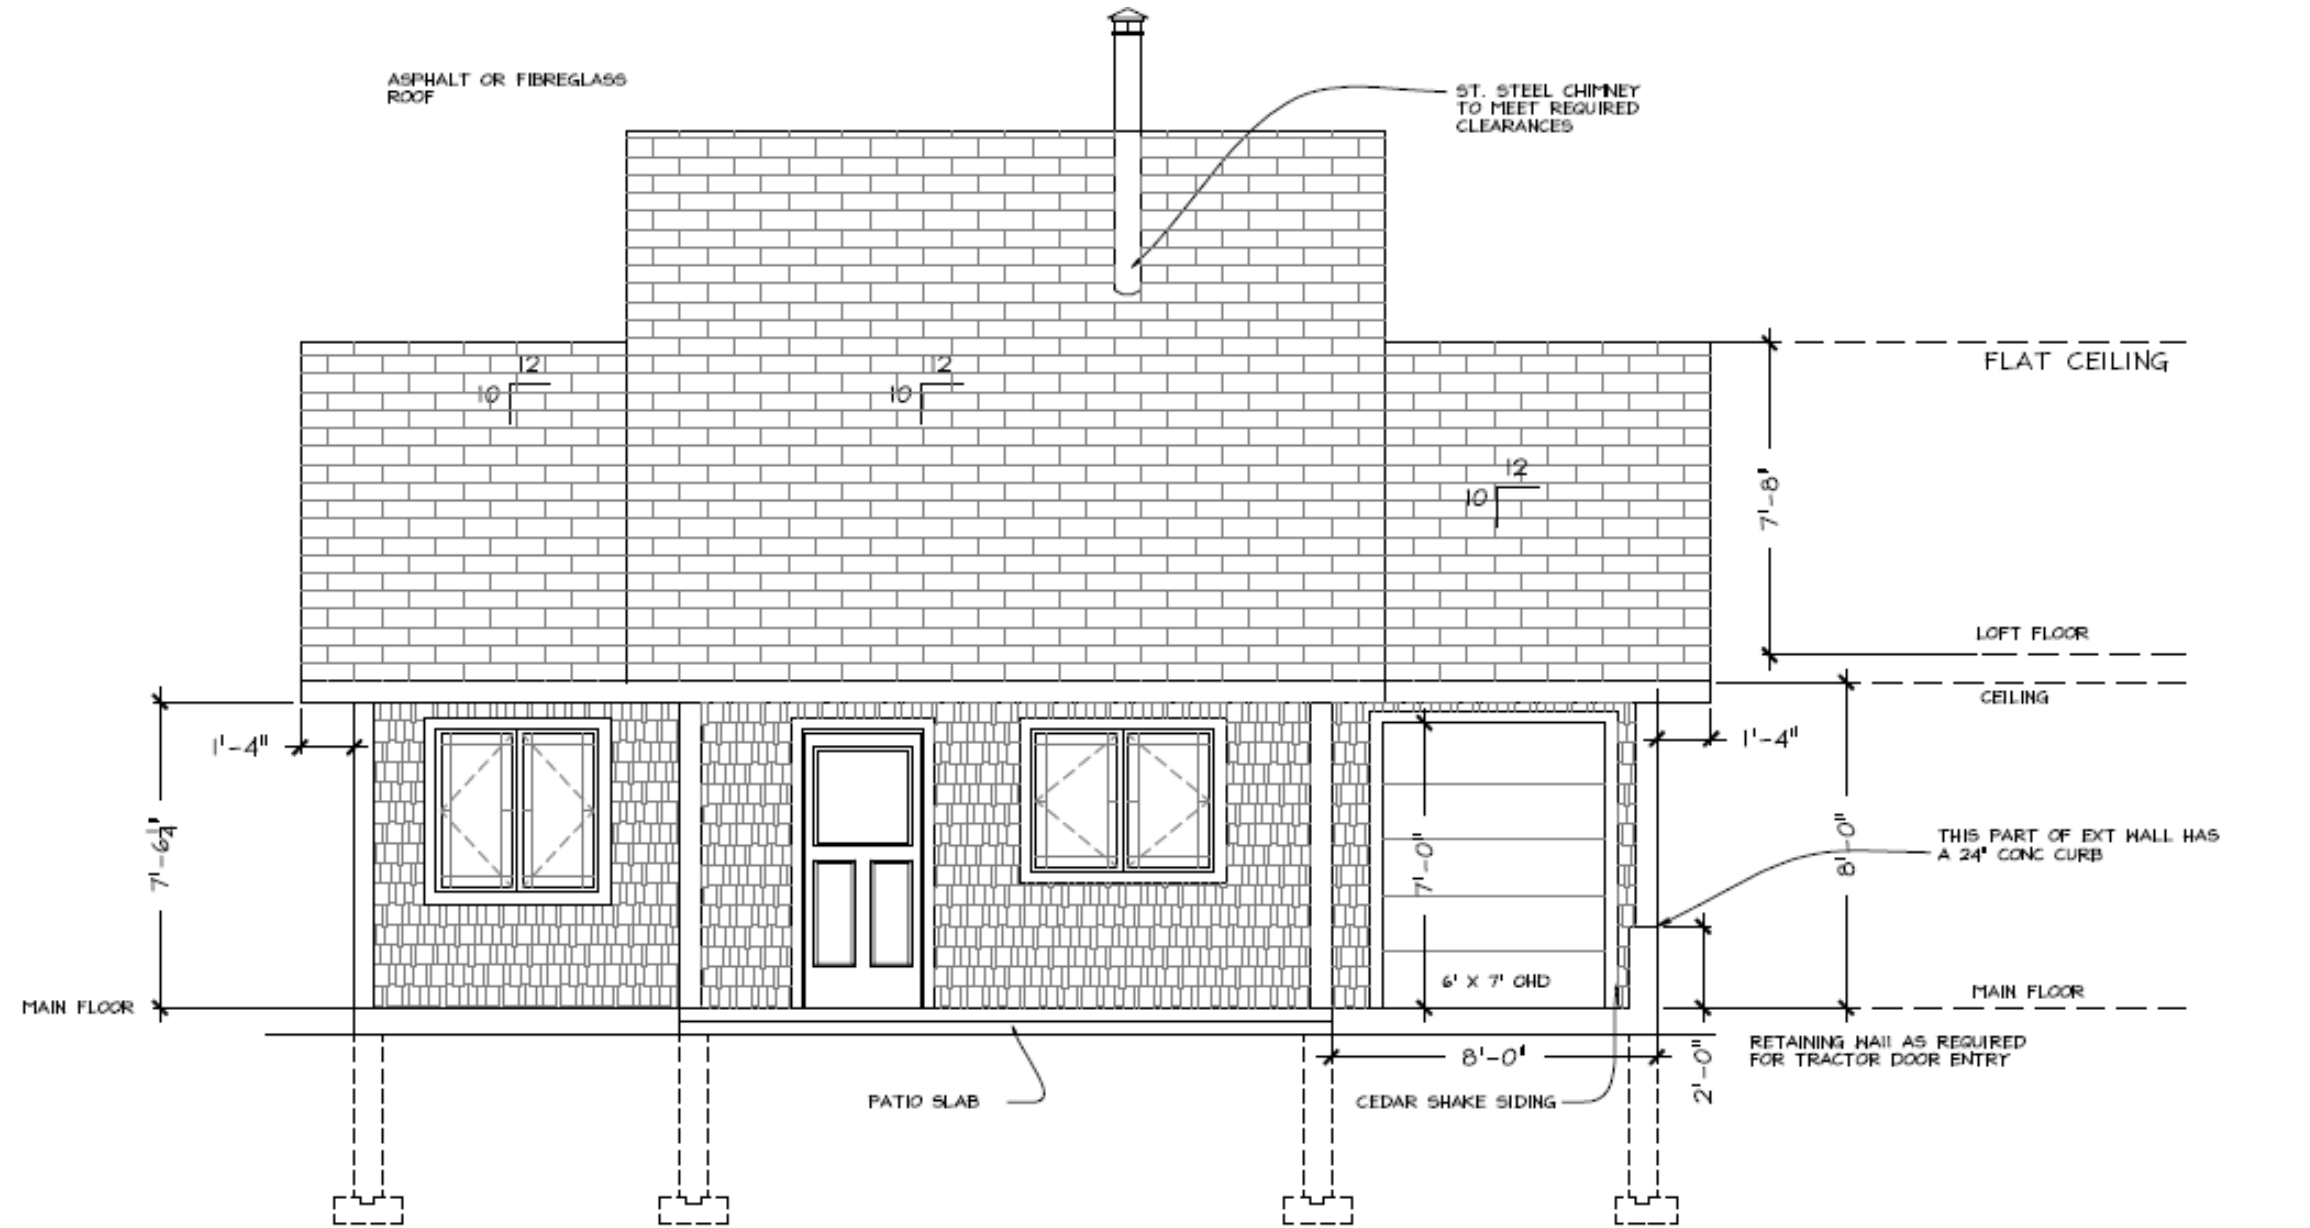 ASPHALT OR FIBREGLASS
ROOF
ST. STEEL CHIMNEY
TO MEET REQUIRED
CLEARANCES
12
10
12
10
12
10
FLAT CEILING
7'-8"
LOFT FLOOR
CEILING
1'-4"
1'-4"
7'-6¼"
7'-0"
8'-0"
THIS PART OF EXT WALL HAS
A 24" CONC CURB
6' X 7' OHD
MAIN FLOOR
MAIN FLOOR
RETAINING WAll AS REQUIRED
FOR TRACTOR DOOR ENTRY
8'-0"
2'-0"
PATIO SLAB
CEDAR SHAKE SIDING